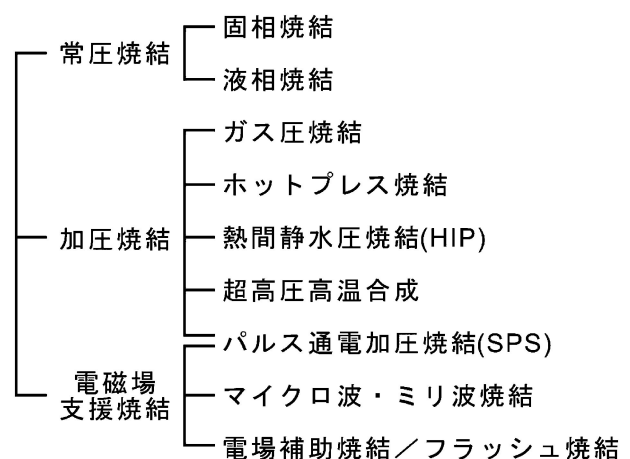 常圧焼結
固相焼結
液相焼結
加圧焼結
ガス圧焼結
ホットプレス焼結
熱間静水圧焼結(HIP)
超高圧高温合成
パルス通電加圧焼結(SPS)
電磁場
支援焼結
マイクロ波・ミリ波焼結
電場補助焼結／フラッシュ焼結